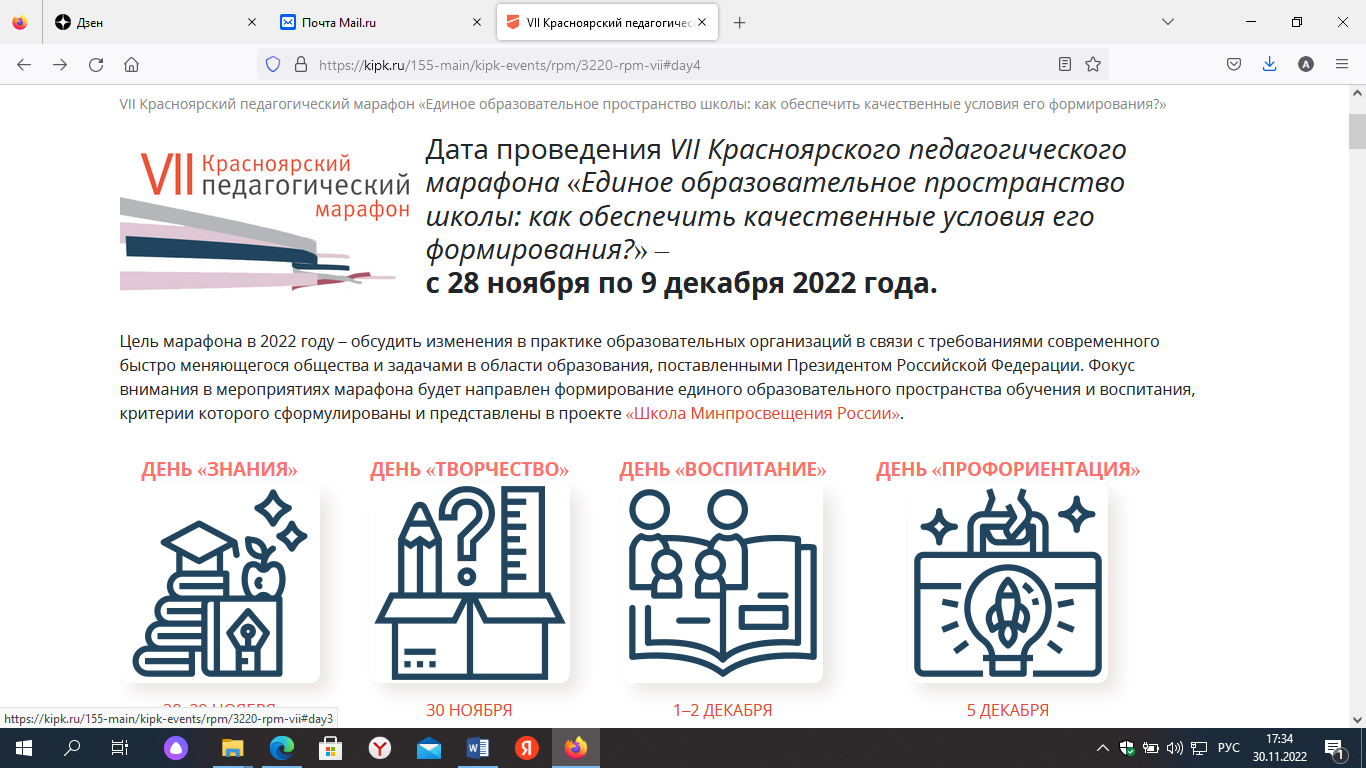 Дзен
Почта Mail.ru
VII Красноярский педагогичес
https://kipk.ru/155-main/kipk-events/rpm/3220-rpm-vii#day4
A
VII Красноярский педагогический марафон «Единое образовательное пространство школы: как обеспечить качественные условия его формирования?»
VII Красноярский
педагогический
марафон
Дата проведения VII Красноярского педагогического
марафона «Единое образовательное пространство
школы: как обеспечить качественные условия его
формирования?» –
с 28 ноября по 9 декабря 2022 года.
Цель марафона в 2022 году – обсудить изменения в практике образовательных организаций в связи с требованиями современного
быстро меняющегося общества и задачами в области образования, поставленными Президентом Российской Федерации. Фокус
внимания в мероприятиях марафона будет направлен формирование единого образовательного пространства обучения и воспитания,
критерии которого сформулированы и представлены в проекте «Школа Минпросвещения России».
ДЕНЬ «ЗНАНИЯ»
ДЕНЬ «ТВОРЧЕСТВО»
ДЕНЬ «ВОСПИТАНИЕ»
ДЕНЬ «ПРОФОРИЕНТАЦИЯ»
28–29 НОЯБРЯ
30 НОЯБРЯ
1–2 ДЕКАБРЯ
5 ДЕКАБРЯ
https://kipk.ru/155-main/kipk-events/rpm/3220-rpm-vii#day3
РУС
17:34
30.11.2022
1